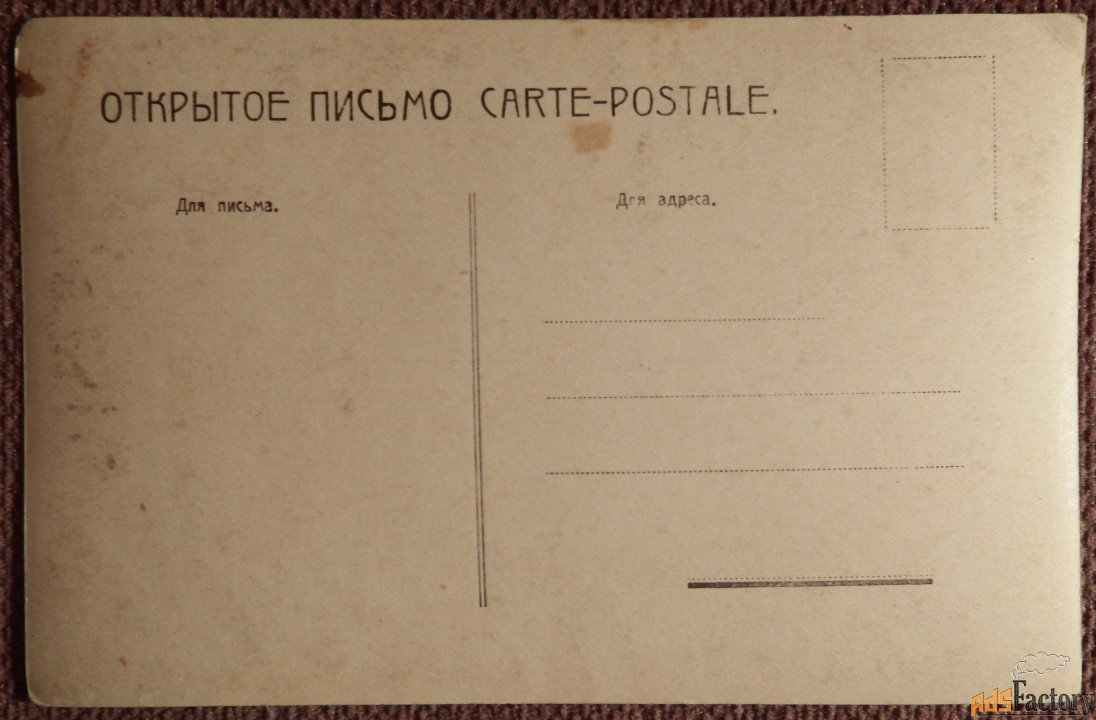 ОТКРЫТОЕ ПИСЬМО CARTE-POSTALE.
Для письма.
Для адреса.
AdsFactory